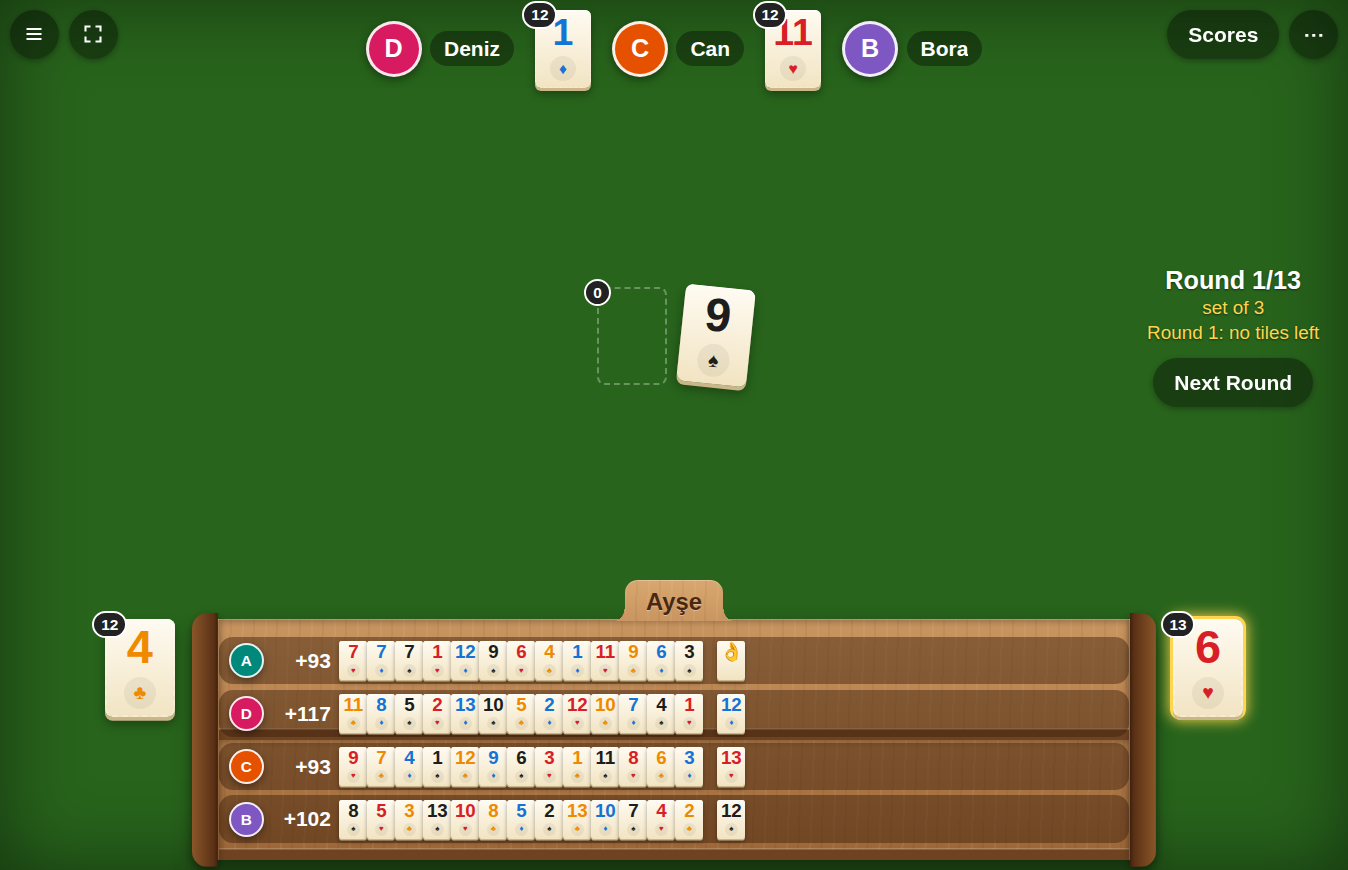 D Deniz 12 1 ♦ C Can 12 11 ♥ B Bora Scores ...
0 9 ♠
Round 1/13
set of 3
Round 1: no tiles left
Next Round
Ayşe
12 4 ♣
13 6 ♥
A +93 7♥ 7♦ 7♠ 1♥ 12♦ 9♠ 6♥ 4♣ 1♦ 11♥ 9♣ 6♦ 3♠ 👌
D +117 11♣ 8♦ 5♠ 2♥ 13♦ 10♠ 5♣ 2♦ 12♥ 10♣ 7♦ 4♠ 1♥ 12♦
C +93 9♥ 7♣ 4♦ 1♠ 12♣ 9♦ 6♠ 3♥ 1♣ 11♠ 8♥ 6♣ 3♦ 13♥
B +102 8♠ 5♥ 3♣ 13♠ 10♥ 8♣ 5♦ 2♠ 13♣ 10♦ 7♠ 4♥ 2♣ 12♠